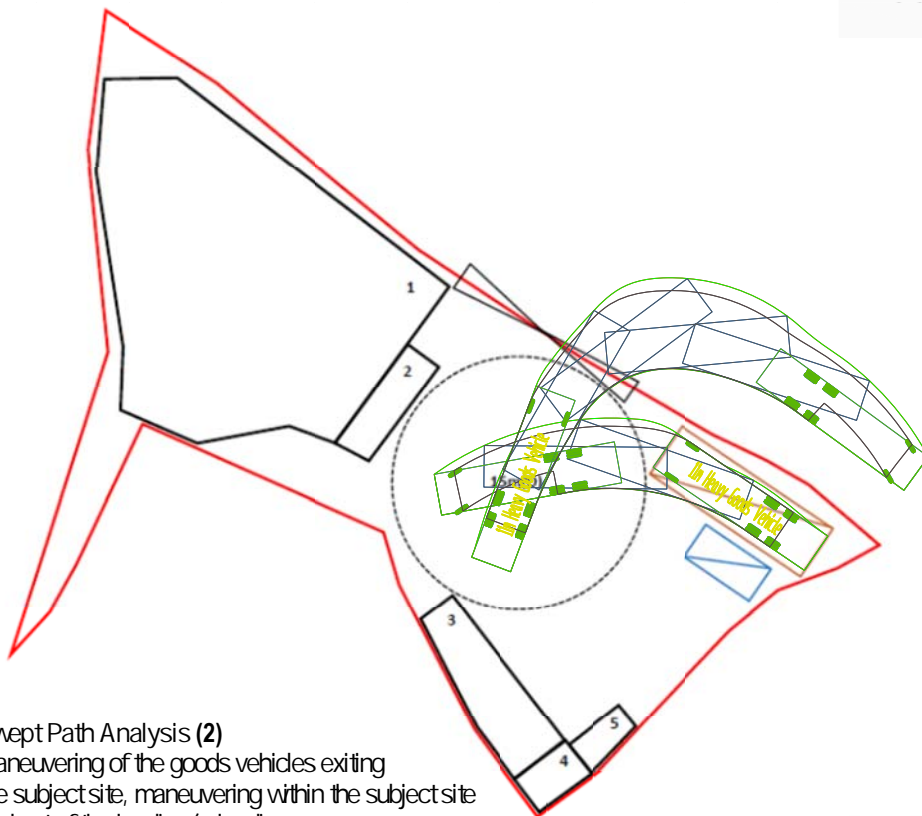 1
2
15m(D)
11m Heavy Goods Vehicle
11m Heavy Goods Vehicle
3
5
4
wept Path Analysis (2)
aneuvering of the goods vehicles exiting
e subject site, maneuvering within the subject site